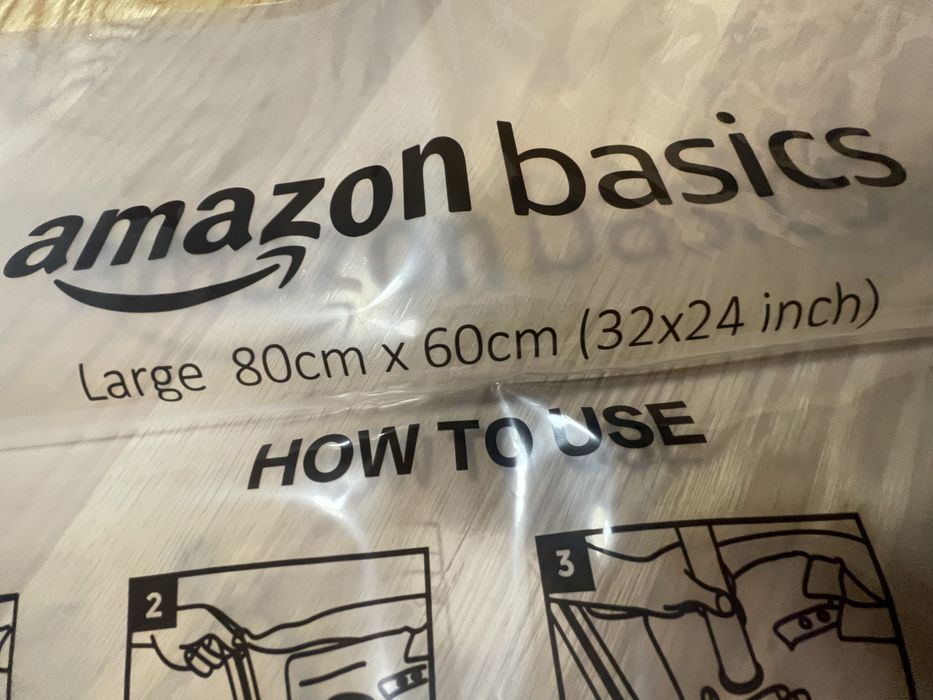 amazon basics
Large 80cm x 60cm (32x24 inch)
HOW TO USE
2
3